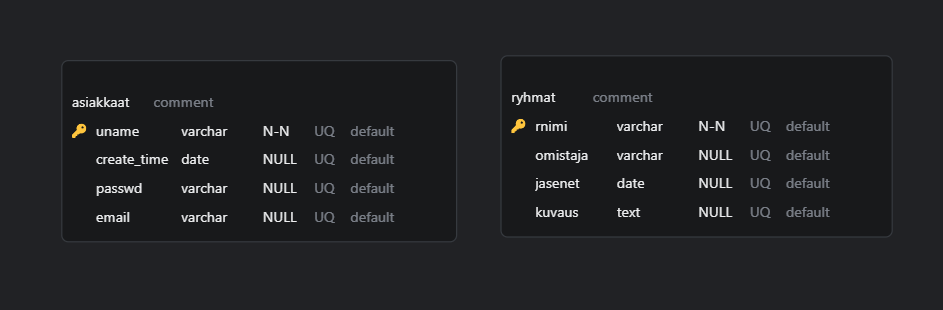 asiakkaat comment
uname varchar N-N UQ default
create_time date NULL UQ default
passwd varchar NULL UQ default
email varchar NULL UQ default
ryhmat comment
rnimi varchar N-N UQ default
omistaja varchar NULL UQ default
jasenet date NULL UQ default
kuvaus text NULL UQ default